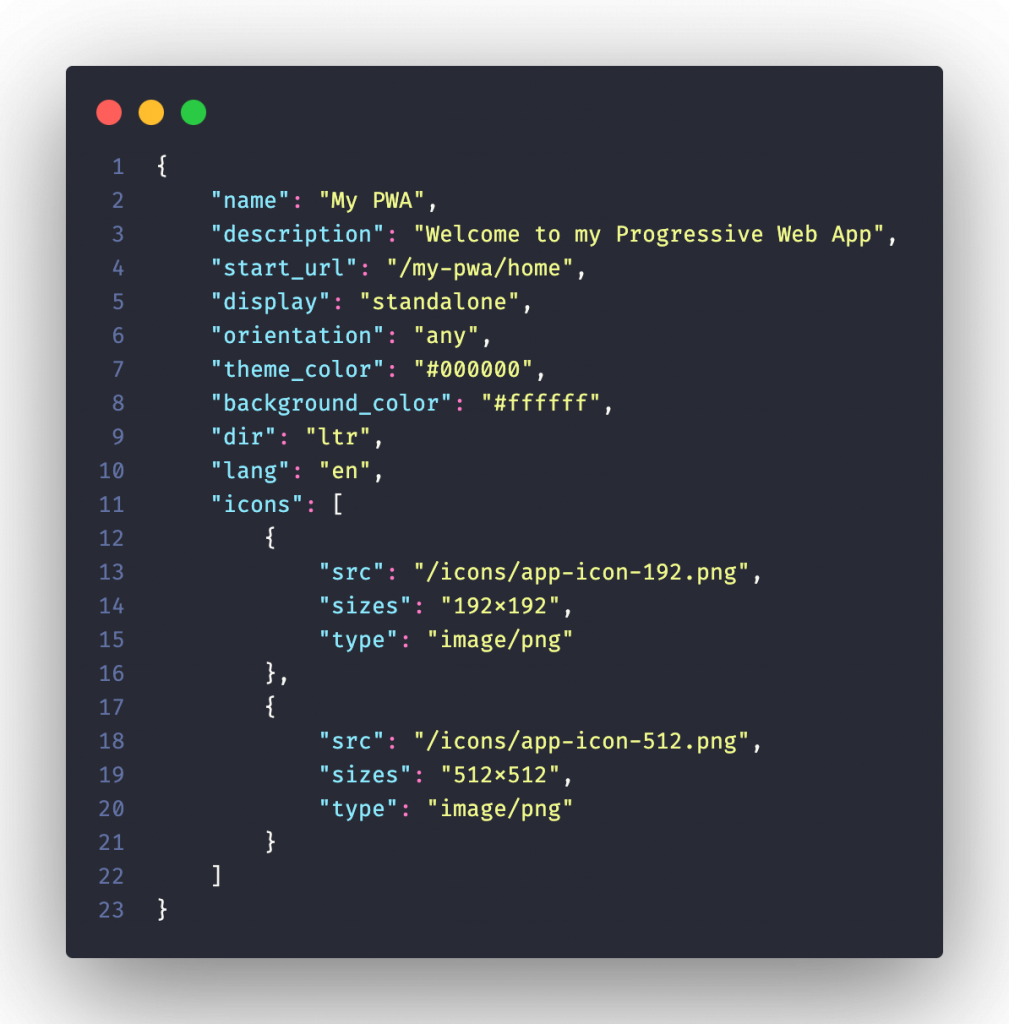 1 {
2     "name": "My PWA",
3     "description": "Welcome to my Progressive Web App",
4     "start_url": "/my-pwa/home",
5     "display": "standalone",
6     "orientation": "any",
7     "theme_color": "#000000",
8     "background_color": "#ffffff",
9     "dir": "ltr",
10     "lang": "en",
11     "icons": [
12         {
13             "src": "/icons/app-icon-192.png",
14             "sizes": "192×192",
15             "type": "image/png"
16         },
17         {
18             "src": "/icons/app-icon-512.png",
19             "sizes": "512×512",
20             "type": "image/png"
21         }
22     ]
23 }